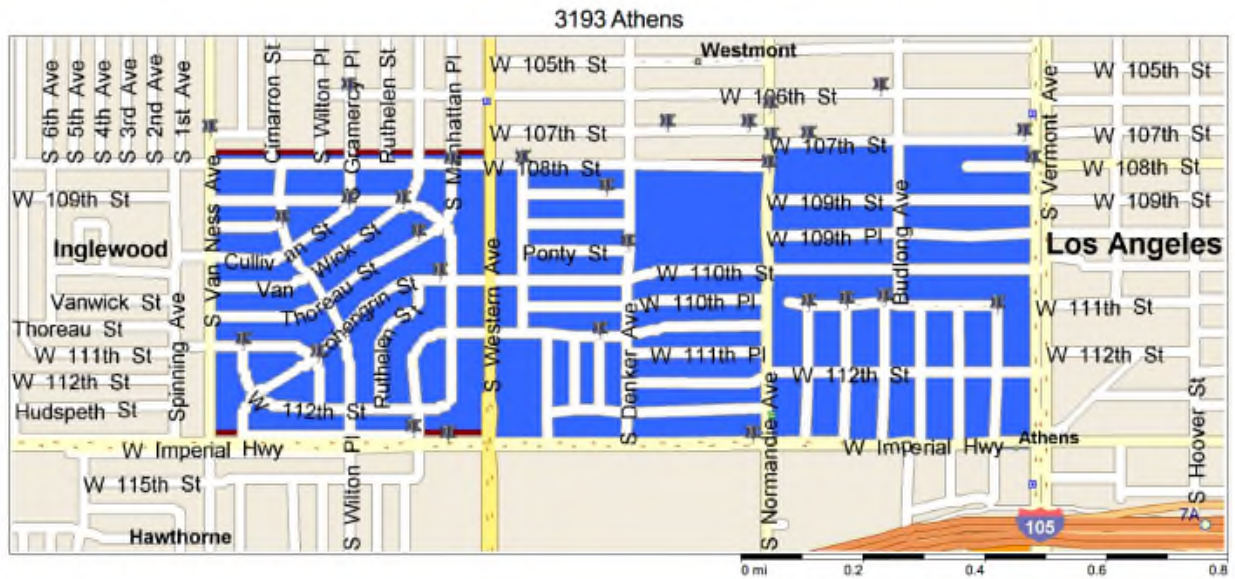 3193 Athens
Westmont
W 105th St
W 105th St
W 106th St
W 107th St
W 107th St
W 107th St
W 108th St
W 108th St
S 6th Ave
S 5th Ave
S 4th Ave
S 3rd Ave
S 2nd Ave
S 1st Ave
Cimarron St
S Wilton Pl
S Gramercy Pl
Ruthelen St
S Manhattan Pl
S Vermont Ave
W 109th St
W 109th St
W 109th St
S Van Ness Ave
Inglewood
Culliv an St
Wick St
Van
Ponty St
W 109th Pl
Budlong Ave
Los Angeles
Vanwick St
Thoreau St
Thoreau St
Lohengrin St
Ruthelen St
S Western Ave
W 110th St
W 110th Pl
W 111th St
W 111th St
W 111th Pl
W 112th St
W 112th St
W 112th St
W 112th St
Hudspeth St
Spinning Ave
S Denker Ave
S Normandie Ave
W Imperial Hwy
W Imperial Hwy
Athens
S Hoover St
W 115th St
S Wilton Pl
Hawthorne
105
7A
0 mi 0.2 0.4 0.6 0.8